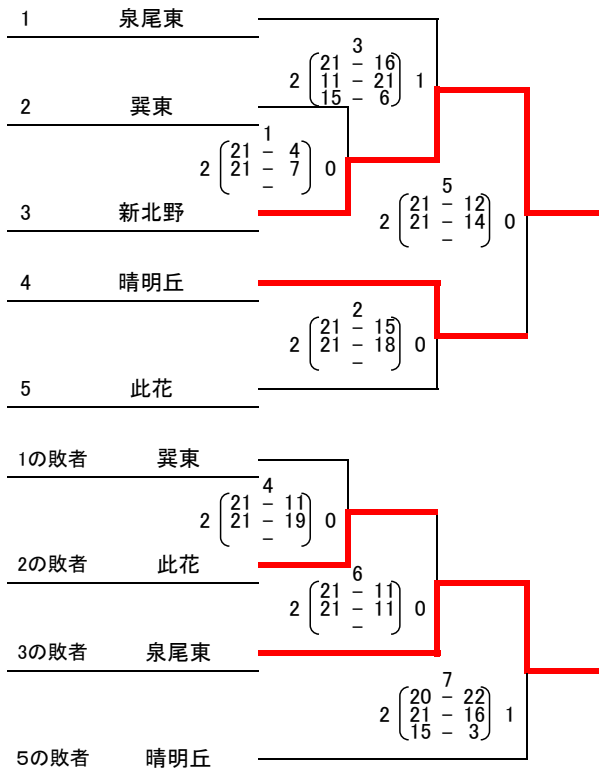 1 泉尾東
3
21 − 16
2 11 − 21 1
15 − 6
2 巽東
1
21 − 4
2 21 − 7 0
−
3 新北野
5
21 − 12
2 21 − 14 0
−
4 晴明丘
2
21 − 15
2 21 − 18 0
−
5 此花
1の敗者 巽東
4
21 − 11
2 21 − 19 0
−
2の敗者 此花
6
21 − 11
2 21 − 11 0
−
3の敗者 泉尾東
7
20 − 22
2 21 − 16 1
15 − 3
5の敗者 晴明丘